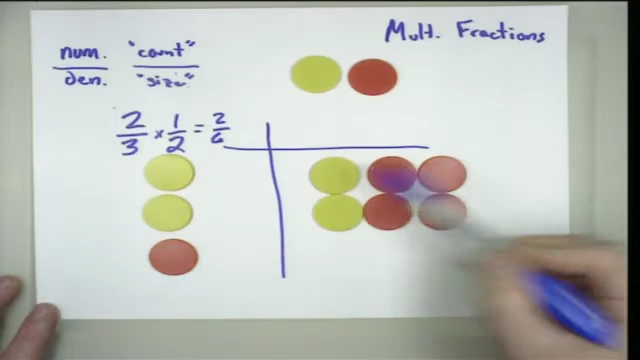 Mult. Fractions
num. "count"
den. "size"
2/3 × 1/2 = 2/6